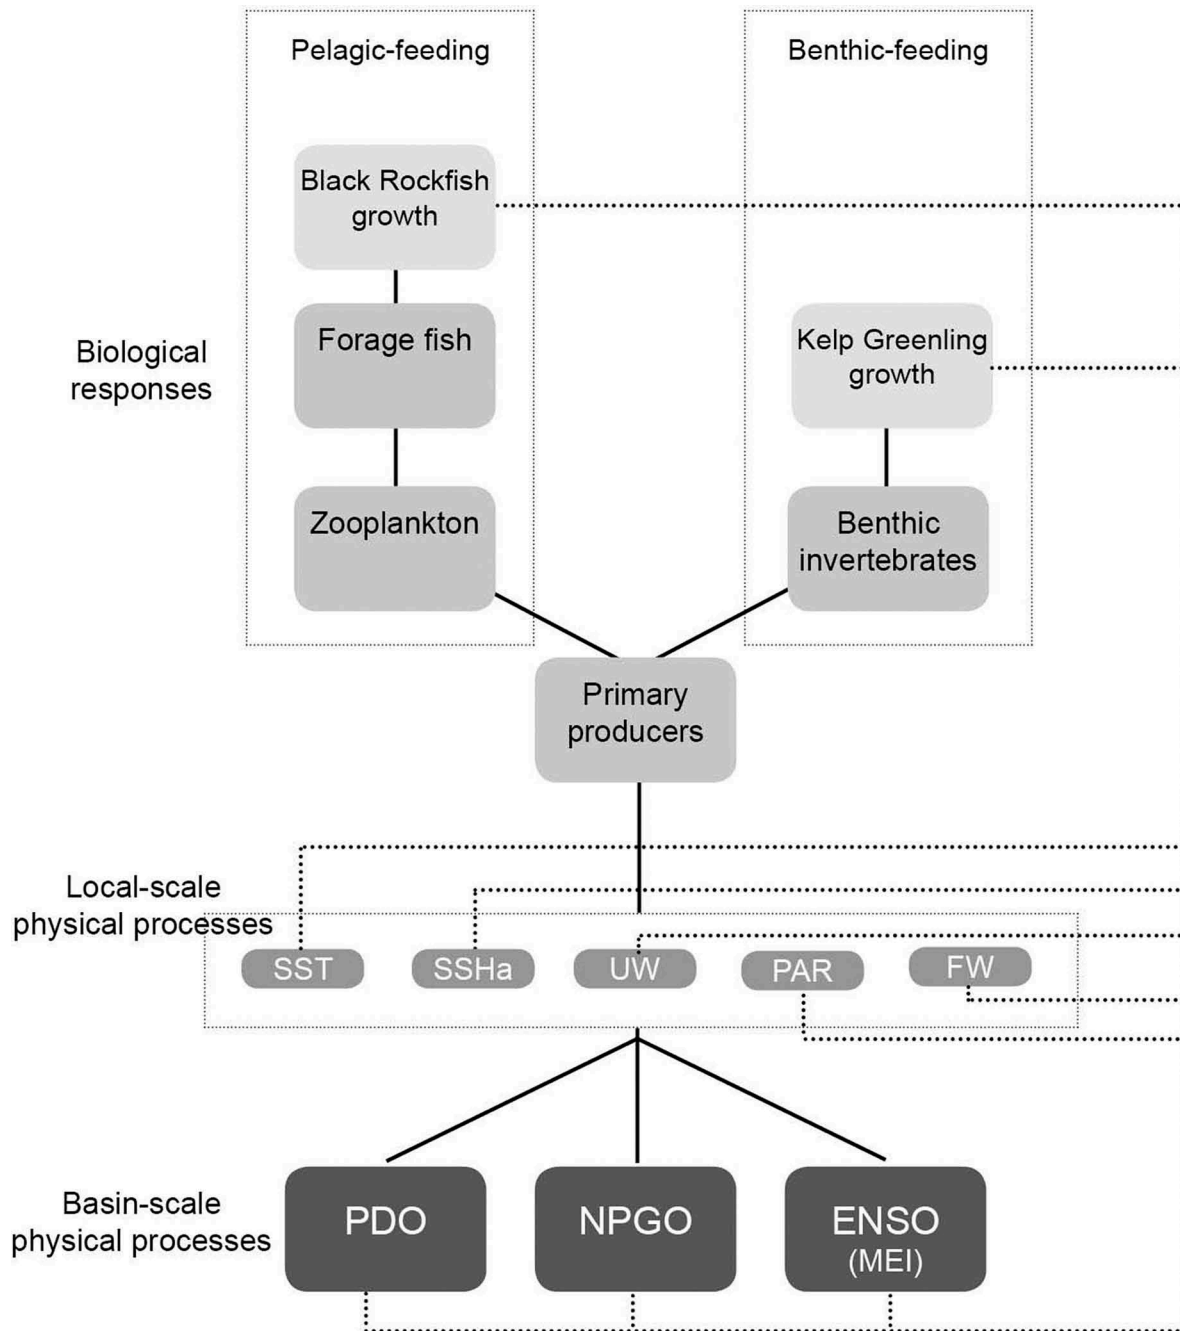 Pelagic-feeding
Benthic-feeding
Black Rockfish
growth
Biological
responses
Forage fish
Kelp Greenling
growth
Zooplankton
Benthic
invertebrates
Primary
producers
Local-scale
physical processes
SST
SSHa
UW
PAR
FW
Basin-scale
physical processes
PDO
NPGO
ENSO
(MEI)